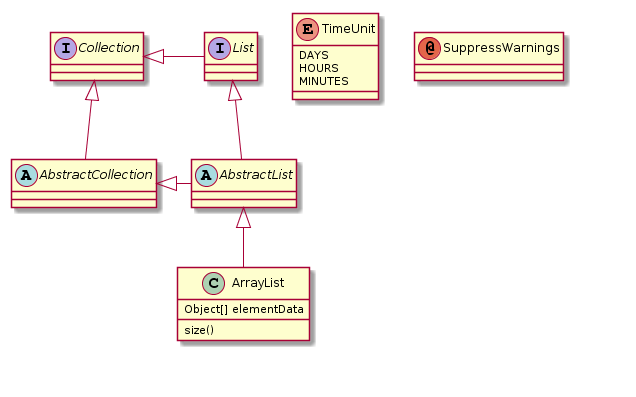 I Collection
I List
E TimeUnit
DAYS
HOURS
MINUTES
@ SuppressWarnings
A AbstractCollection
A AbstractList
C ArrayList
Object[] elementData
size()